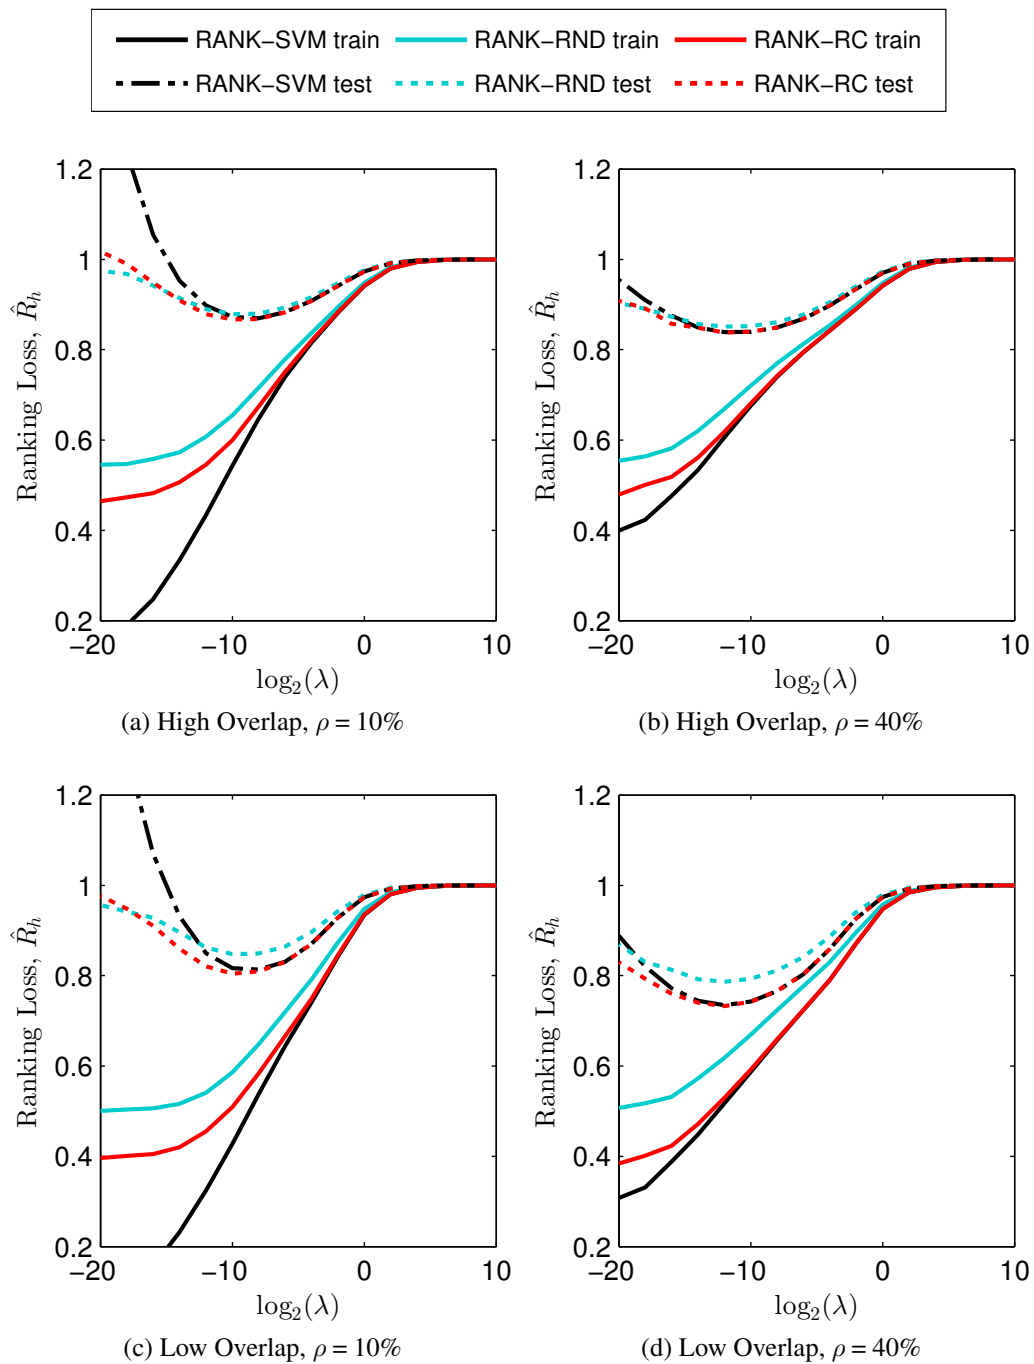 RANK−SVM train RANK−RND train RANK−RC train
RANK−SVM test RANK−RND test RANK−RC test
1.2
1
0.8
0.6
0.4
0.2
−20 −10 0 10
Ranking Loss, R̂_h
log₂(λ)
(a) High Overlap, ρ = 10%
1.2
1
0.8
0.6
0.4
0.2
−20 −10 0 10
Ranking Loss, R̂_h
log₂(λ)
(b) High Overlap, ρ = 40%
1.2
1
0.8
0.6
0.4
0.2
−20 −10 0 10
Ranking Loss, R̂_h
log₂(λ)
(c) Low Overlap, ρ = 10%
1.2
1
0.8
0.6
0.4
0.2
−20 −10 0 10
Ranking Loss, R̂_h
log₂(λ)
(d) Low Overlap, ρ = 40%